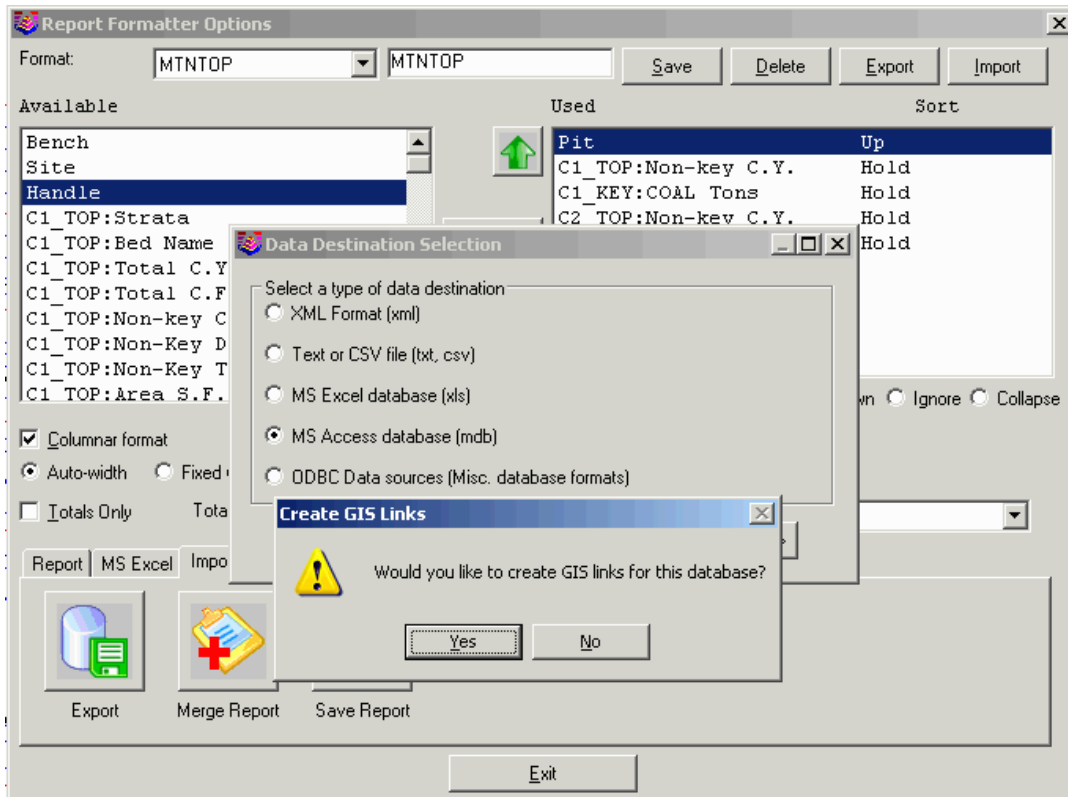 Report Formatter Options
Format: MTNTOP MTNTOP Save Delete Export Import
Available Used Sort
Bench
Site
Handle
C1_TOP:Strata
C1_TOP:Bed Name
C1_TOP:Total C.Y
C1_TOP:Total C.F
C1_TOP:Non-key C
C1_TOP:Non-Key D
C1_TOP:Non-Key T
C1_TOP:Area S.F.
Pit Up
C1_TOP:Non-key C.Y. Hold
C1_KEY:COAL Tons Hold
C2_TOP:Non-key C.Y. Hold
Hold
Ignore Collapse
Columnar format
Auto-width Fixed
Totals Only
Report MS Excel
Data Destination Selection
Select a type of data destination
XML Format (xml)
Text or CSV file (txt, csv)
MS Excel database (xls)
MS Access database (mdb)
ODBC Data sources (Misc. database formats)
Create GIS Links
Would you like to create GIS links for this database?
Yes No
Export Merge Report Save Report
Exit